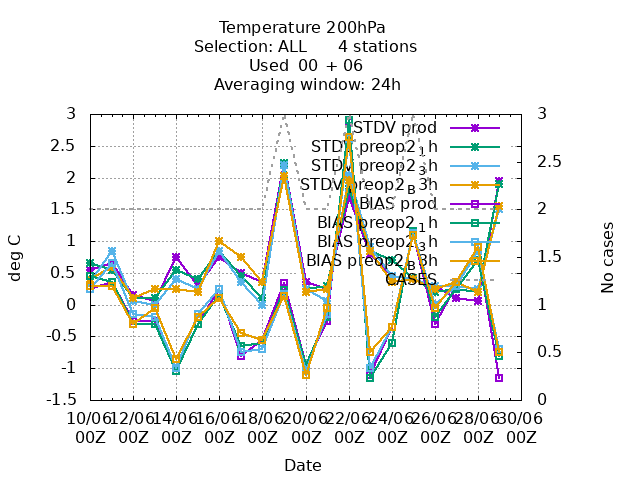 Temperature 200hPa
Selection: ALL 4 stations
Used 00 + 06
Averaging window: 24h
deg C
3
2.5
2
1.5
1
0.5
0
-0.5
-1
-1.5
STDV prod
STDV preop2_1h
STDV preop2_3h
STDV preop2_B3h
BIAS prod
BIAS preop2_1h
BIAS preop2_3h
BIAS preop2_B3h
CASES
3
2.5
2
1.5
1
0.5
0
No cases
10/06 12/06 14/06 16/06 18/06 20/06 22/06 24/06 26/06 28/06 30/06
00Z 00Z 00Z 00Z 00Z 00Z 00Z 00Z 00Z 00Z 00Z
Date